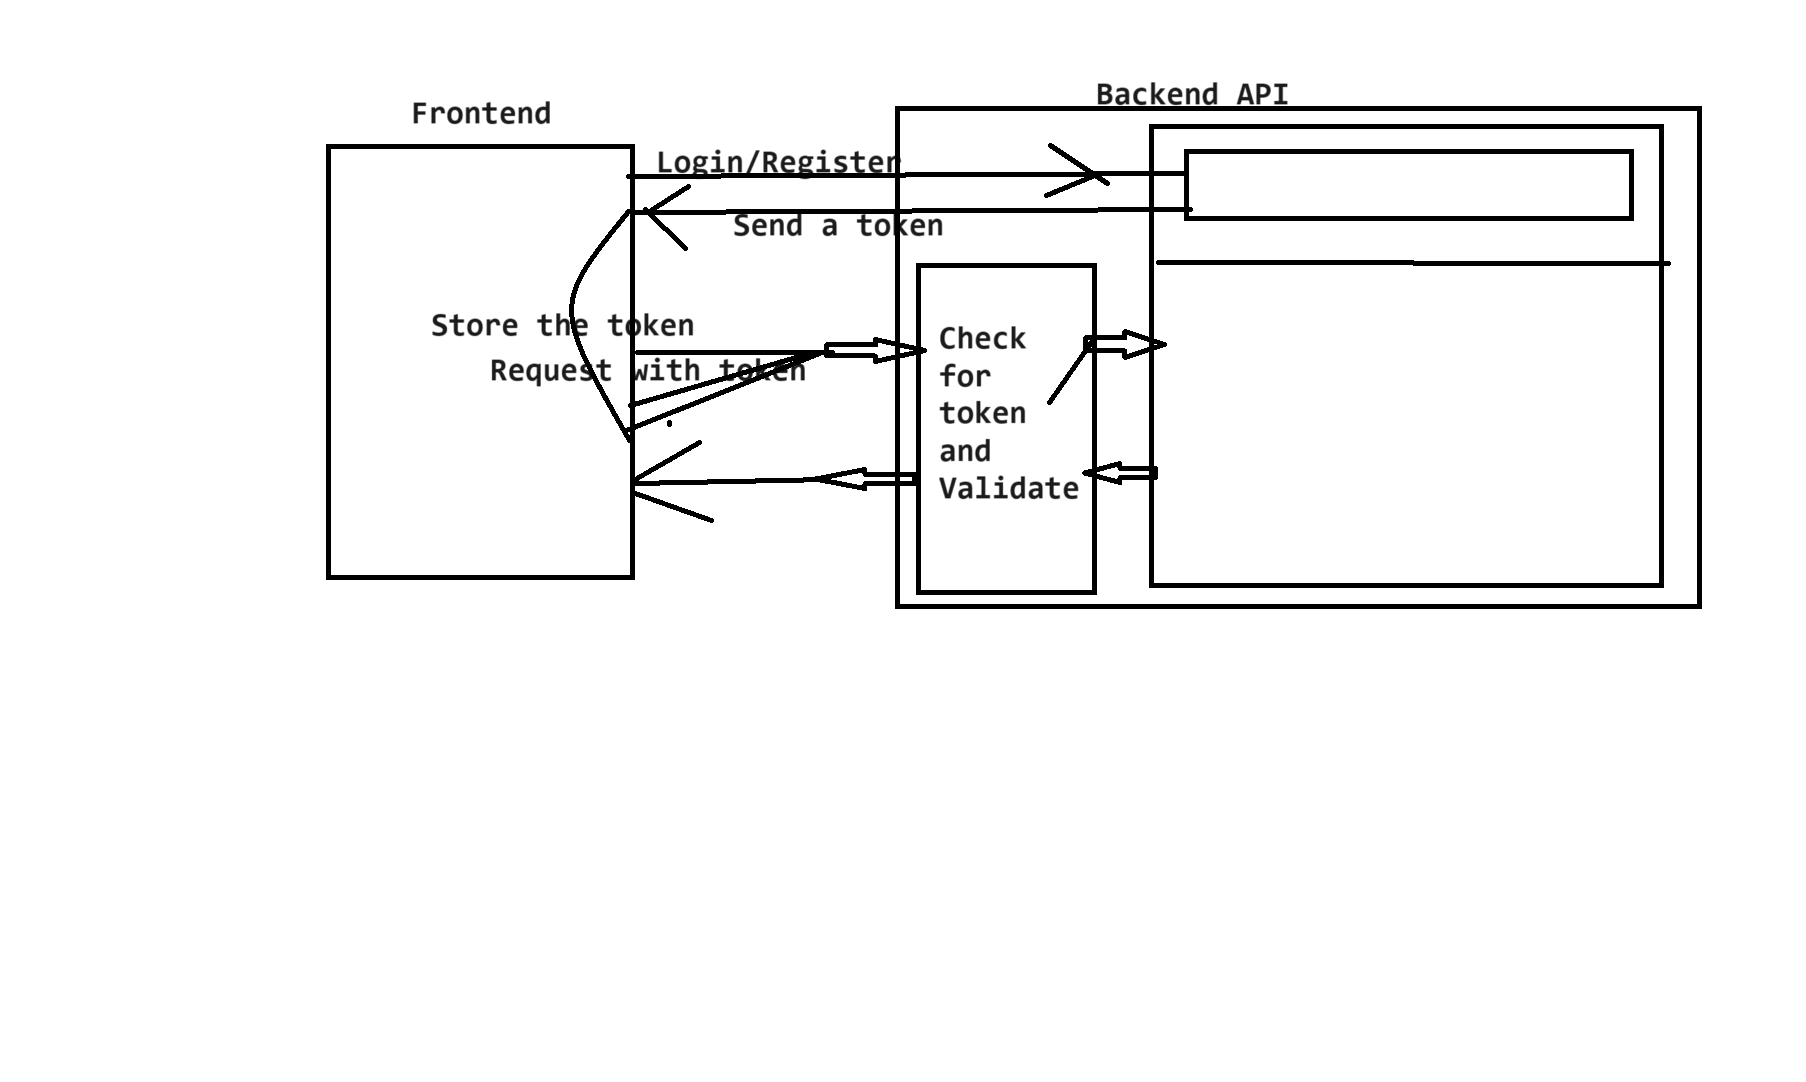 Backend API
Frontend
Login/Register
Send a token
Store the token
Request with token
Check
for
token
and
Validate